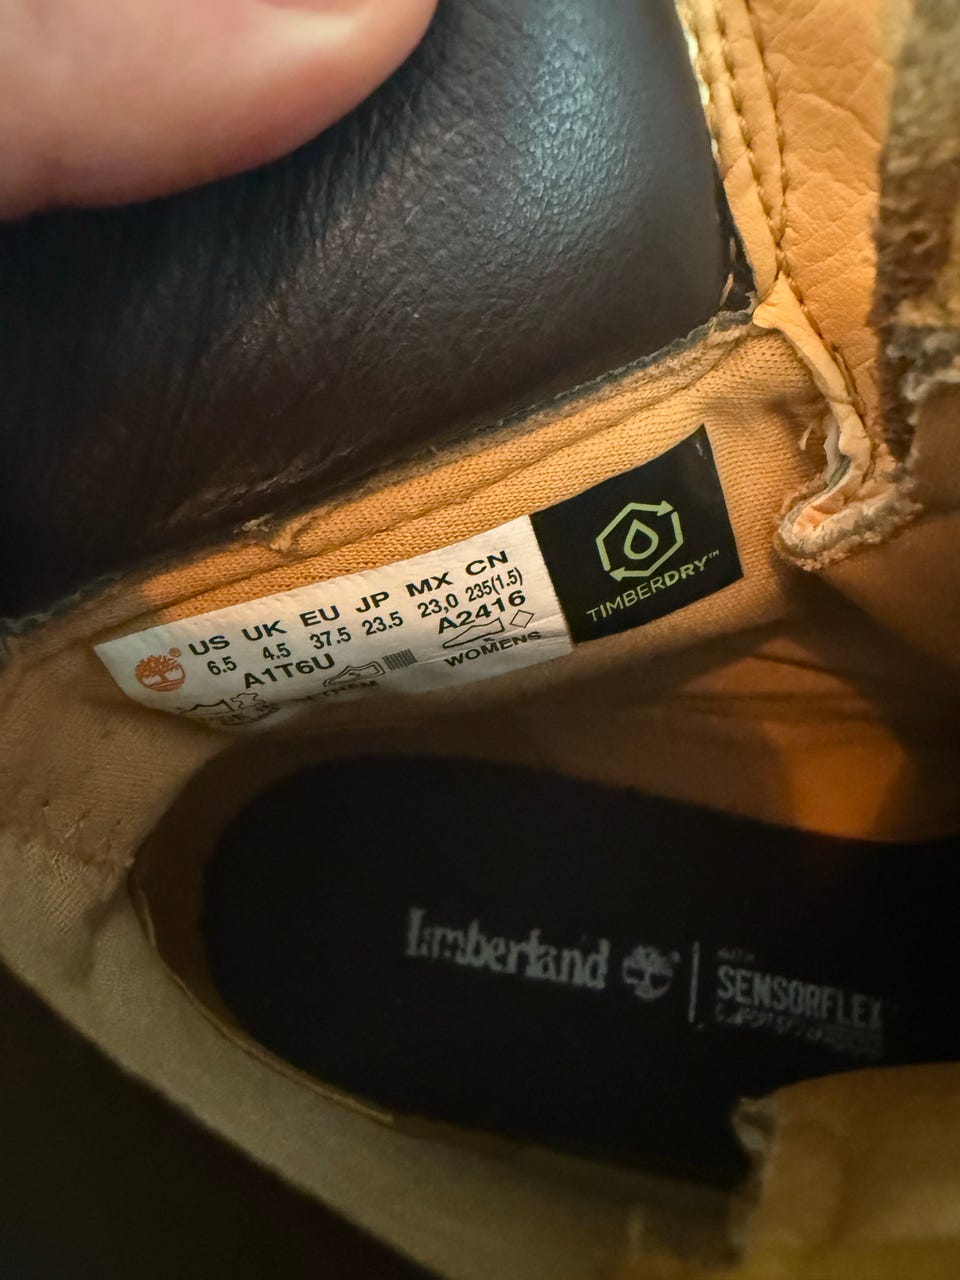 US UK EU JP MX CN
6.5 4.5 37.5 23.5 23,0 235(1.5)
A1T6U A2416
WOMENS
TIMBERDRY™
Timberland
SENSORFLEX